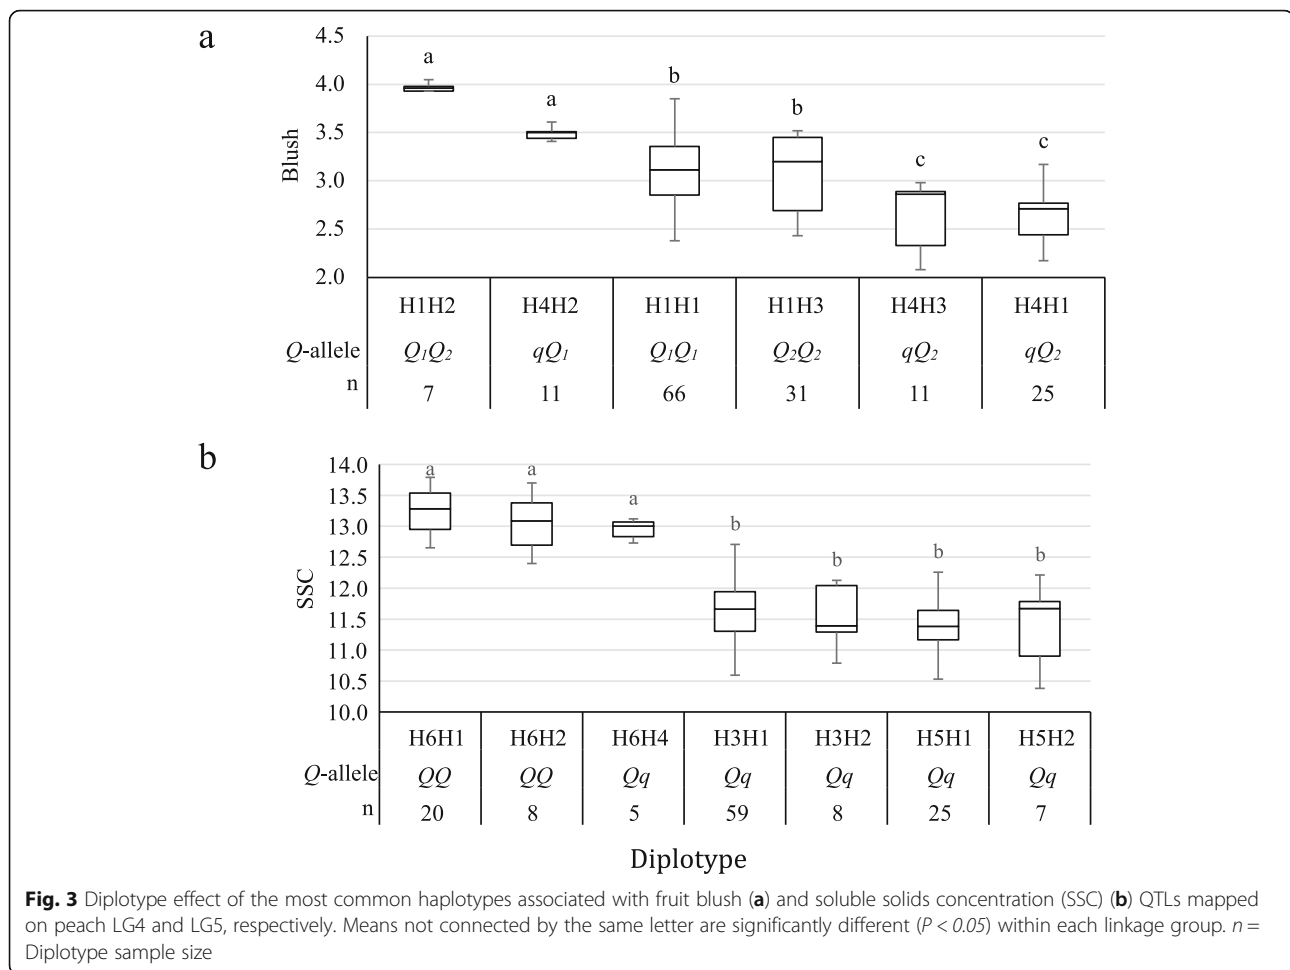 a
4.5
4.0
3.5
3.0
2.5
2.0
Blush
a a b b c c
H1H2 H4H2 H1H1 H1H3 H4H3 H4H1
Q-allele Q₁Q₂ qQ₁ Q₁Q₁ Q₂Q₂ qQ₂ qQ₂
n 7 11 66 31 11 25
b
14.0
13.5
13.0
12.5
12.0
11.5
11.0
10.5
10.0
SSC
a a a b b b b
H6H1 H6H2 H6H4 H3H1 H3H2 H5H1 H5H2
Q-allele QQ QQ Qq Qq Qq Qq Qq
n 20 8 5 59 8 25 7
Diplotype
Fig. 3 Diplotype effect of the most common haplotypes associated with fruit blush (a) and soluble solids concentration (SSC) (b) QTLs mapped
on peach LG4 and LG5, respectively. Means not connected by the same letter are significantly different (P < 0.05) within each linkage group. n =
Diplotype sample size